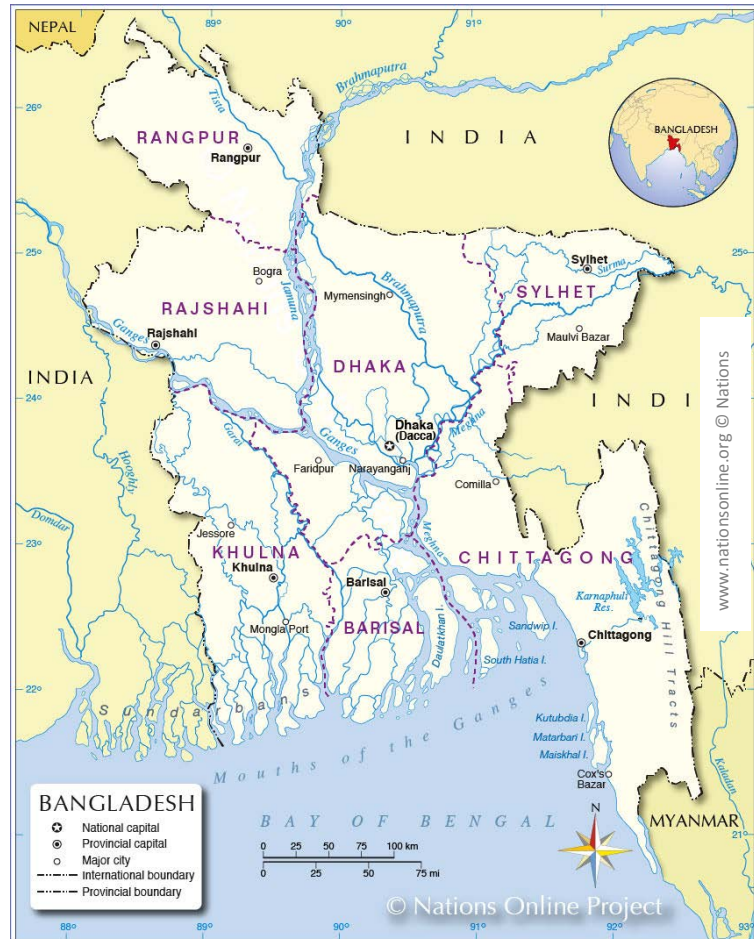 88°
89°
90°
91°
92°
93°
NEPAL
26°
Brahmaputra
Tista
RANGPUR
Rangpur
INDIA
BANGLADESH
25°
Bogra
Jamuna
Mymensingh
Brahmaputra
Sylhet
Surma
SYLHET
RAJSHAHI
Ganges
Rajshahi
Maulvi Bazar
DHAKA
INDIA
24°
INDI
Dhaka
(Dacca)
Meghna
Ganges
Garai
Faridpur
Narayanganj
Comilla
Hooghly
Domdar
Jessore
23°
KHULNA
Khulna
Meghna
CHITTAGONG
Chittagong Hill Tracts
Karnaphuli
Res.
Barisal
BARISAL
Mongla Port
Daulatkhan I.
Sandwip I.
Chittagong
South Hatia I.
22°
Sundarbans
Mouths of the Ganges
Kutubdia I.
Matarbari I.
Maiskhal I.
Cox's
Bazar
Kaladan
BANGLADESH
National capital
Provincial capital
Major city
International boundary
Provincial boundary
BAY OF BENGAL
0 25 50 75 100 km
0 25 50 75 mi
N
MYANMAR
21°
© Nations Online Project
88°
89°
90°
91°
92°
93°
www.nationsonline.org © Nations